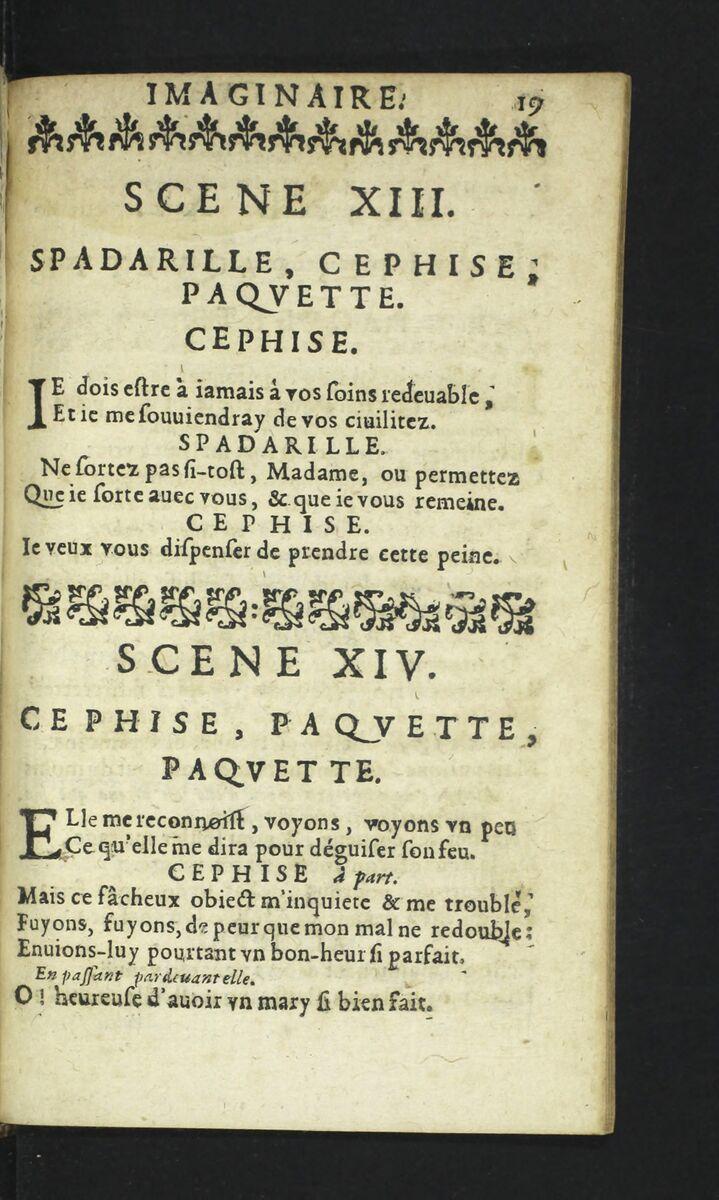 IMAGINAIRE. 19
SCENE XIII.
SPADARILLE, CEPHISE,
PAQVETTE.
CEPHISE.
IE dois eſtre à iamais à vos ſoins redeuable,
Et ie me ſouuiendray de vos ciuilitez.
SPADARILLE.
Ne ſortez pas ſi-toſt, Madame, ou permettez
Que ie ſorte auec vous, & que ie vous remeine.
CEPHISE.
Ie veux vous diſpenſer de prendre cette peine.
SCENE XIV.
CEPHISE, PAQVETTE,
PAQVETTE.
ELle me reconnoiſt, voyons, voyons vn peu
Ce qu'elle me dira pour déguiſer ſon feu.
CEPHISE à part.
Mais ce fâcheux obiect m'inquiete & me trouble,
Fuyons, fuyons, de peur que mon mal ne redouble:
Enuions-luy pourtant vn bon-heur ſi parfait.
En paſſant pardeuant elle.
O! heureuſe d'auoir vn mary ſi bien fait.